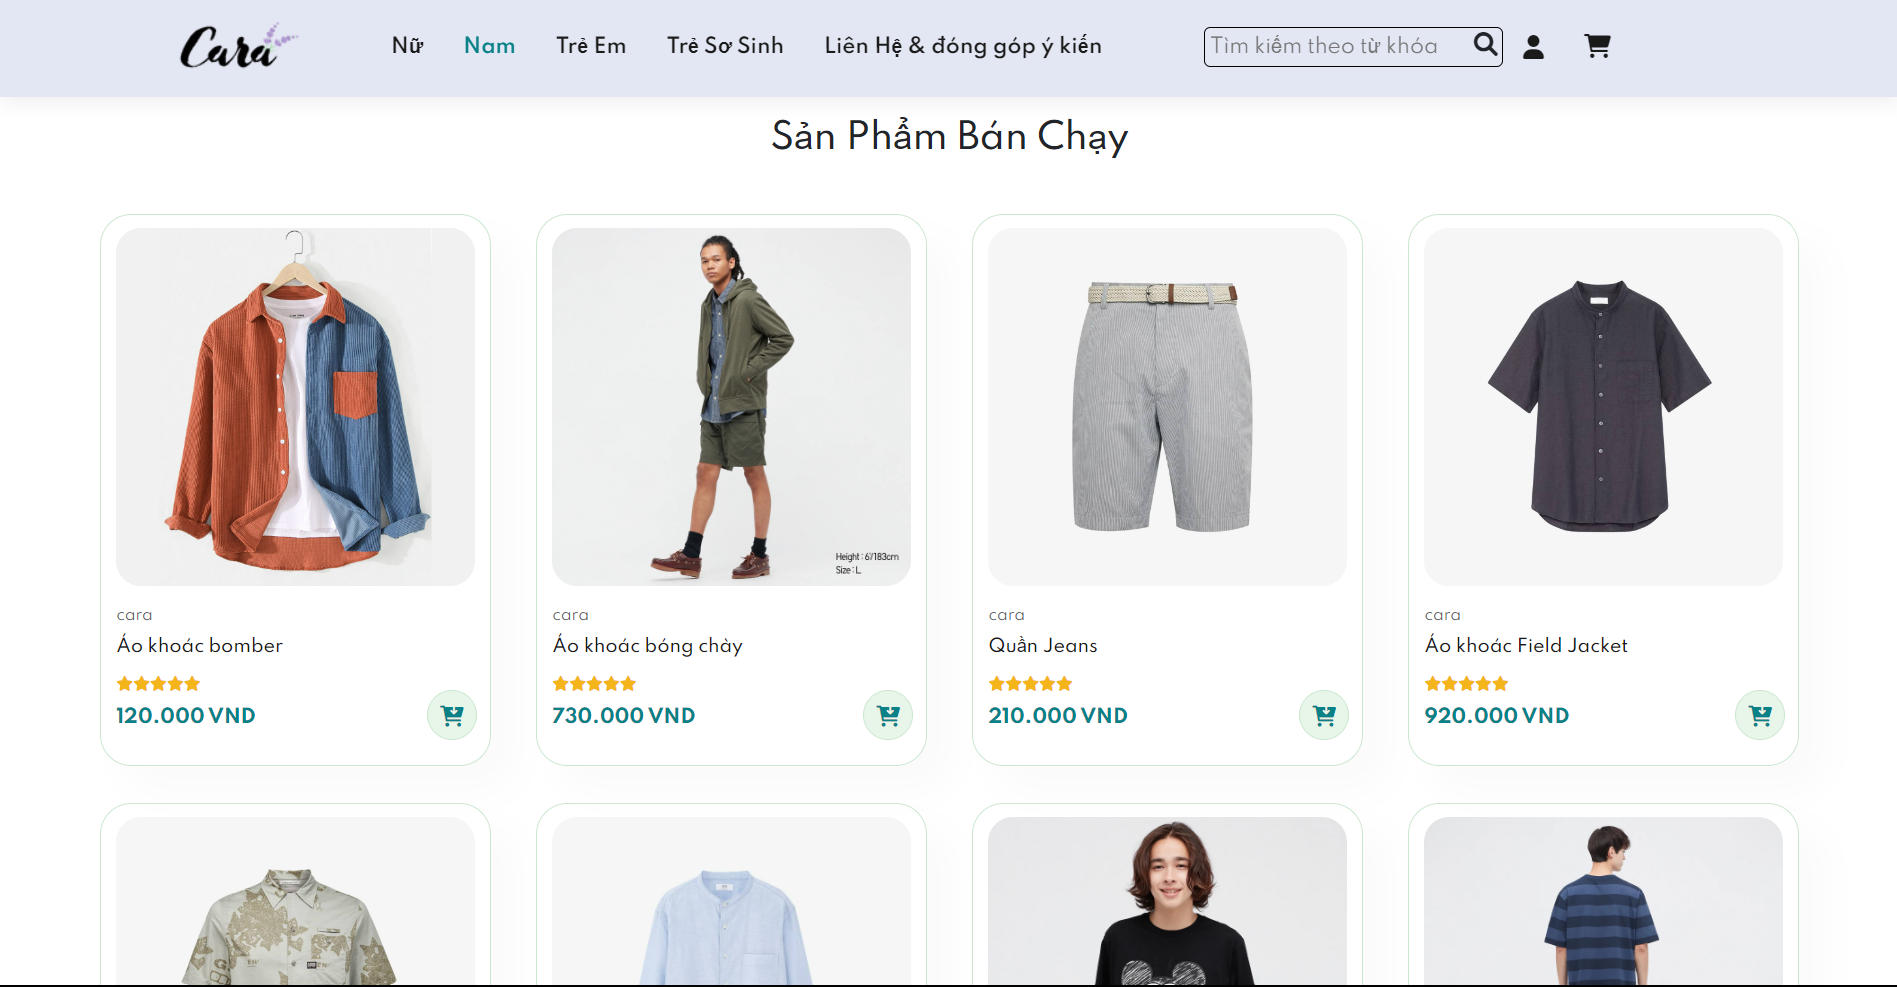 Cara
Nữ Nam Trẻ Em Trẻ Sơ Sinh Liên Hệ & đóng góp ý kiến Tìm kiếm theo từ khóa
Sản Phẩm Bán Chạy
Height : 6'/183cm
Size : L
cara cara cara cara
Áo khoác bomber Áo khoác bóng chày Quần Jeans Áo khoác Field Jacket
120.000 VND 730.000 VND 210.000 VND 920.000 VND